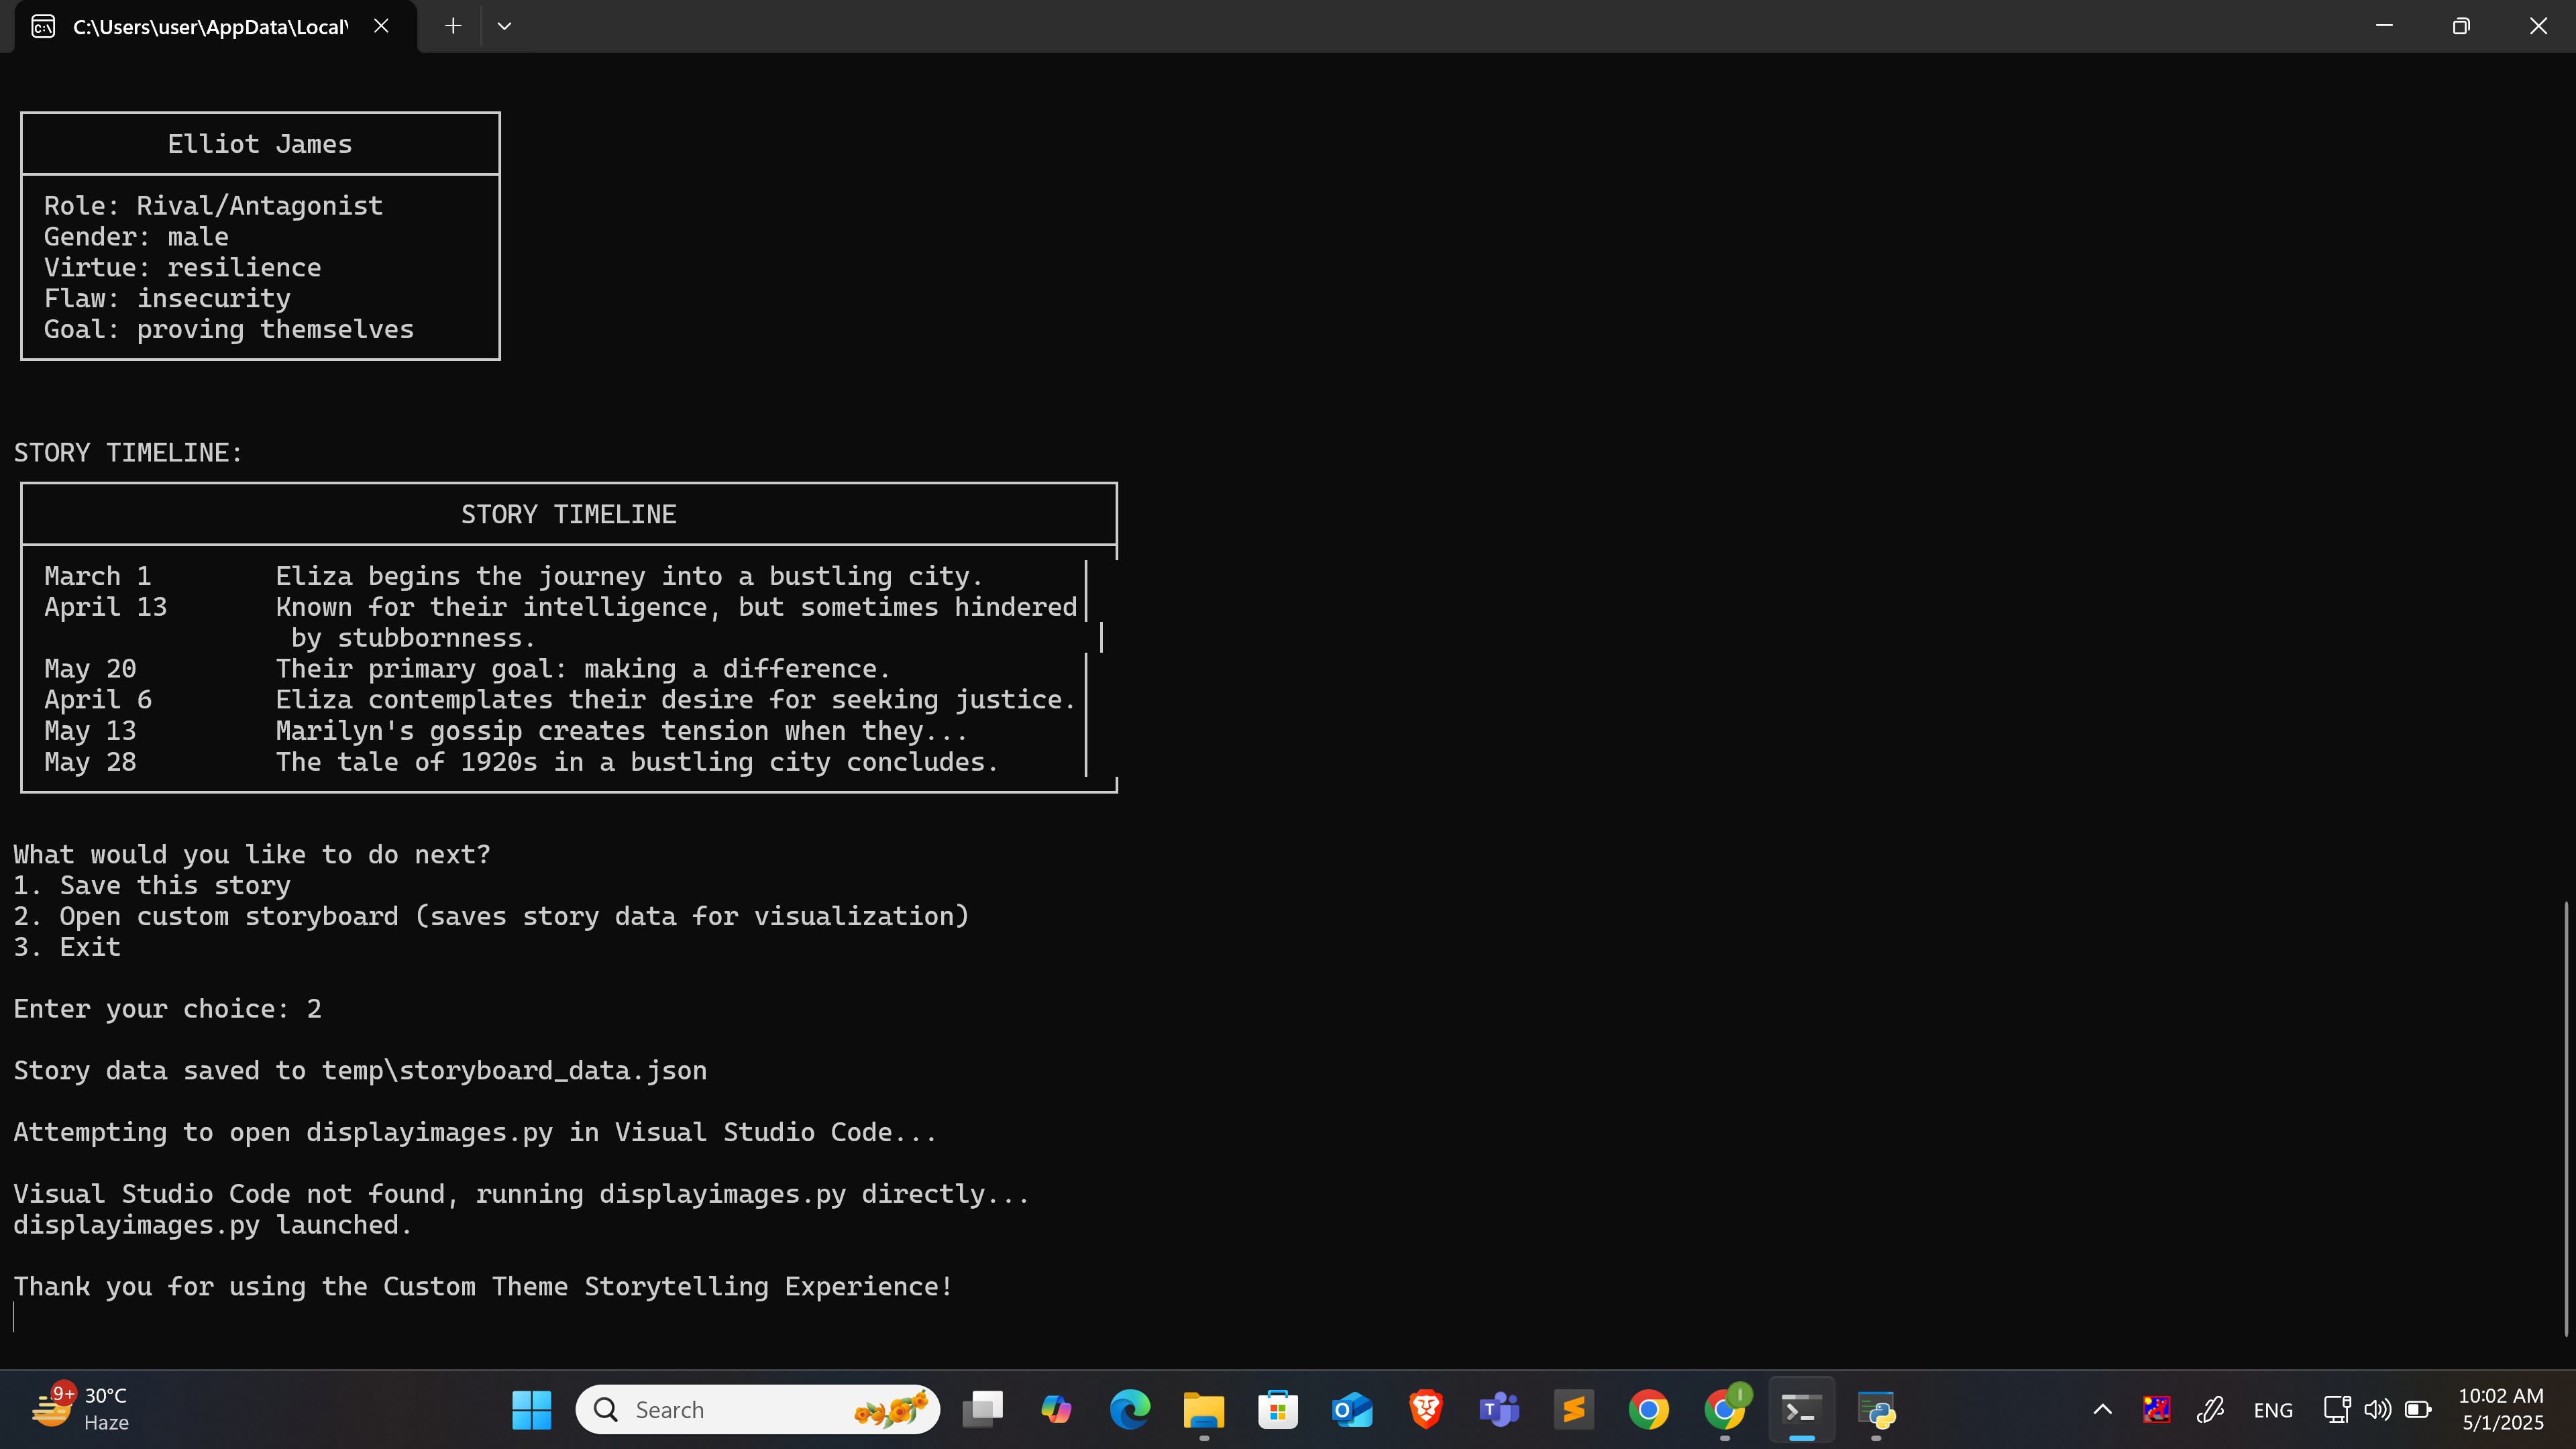 C:\Users\user\AppData\Local\
Elliot James
Role: Rival/Antagonist
Gender: male
Virtue: resilience
Flaw: insecurity
Goal: proving themselves
STORY TIMELINE:
STORY TIMELINE
March 1 Eliza begins the journey into a bustling city.
April 13 Known for their intelligence, but sometimes hindered
by stubbornness.
May 20 Their primary goal: making a difference.
April 6 Eliza contemplates their desire for seeking justice.
May 13 Marilyn's gossip creates tension when they...
May 28 The tale of 1920s in a bustling city concludes.
What would you like to do next?
1. Save this story
2. Open custom storyboard (saves story data for visualization)
3. Exit
Enter your choice: 2
Story data saved to temp\storyboard_data.json
Attempting to open displayimages.py in Visual Studio Code...
Visual Studio Code not found, running displayimages.py directly...
displayimages.py launched.
Thank you for using the Custom Theme Storytelling Experience!
9+ 30°C
Haze
Search
ENG
10:02 AM
5/1/2025